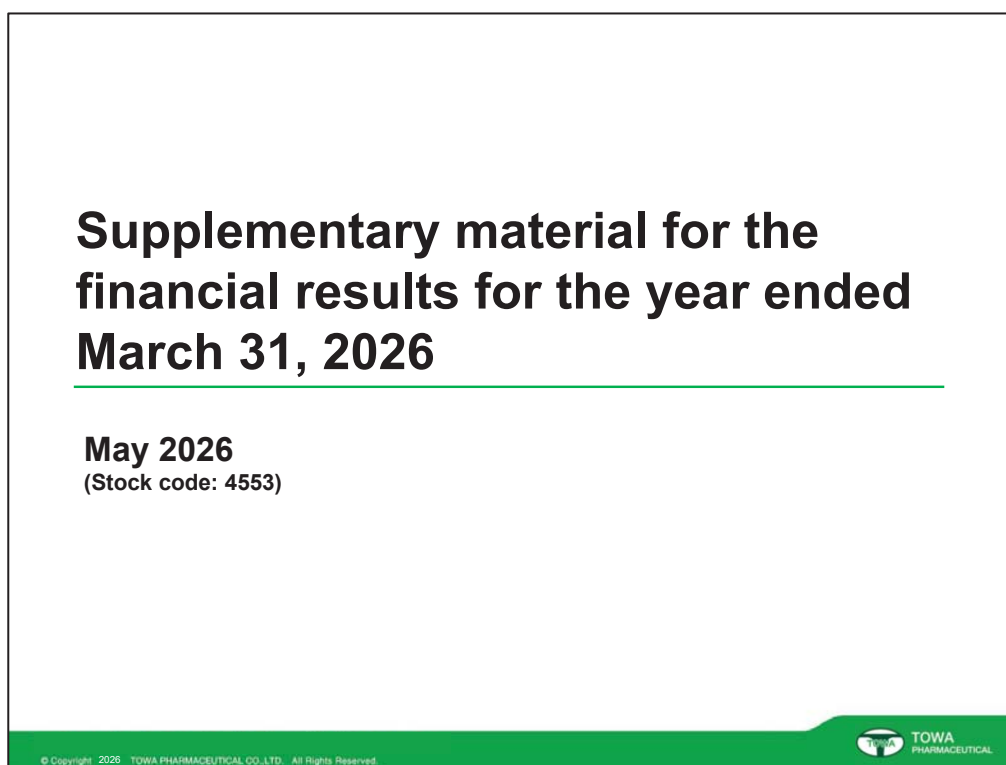 Supplementary material for the
financial results for the year ended
March 31, 2026
May 2026
(Stock code: 4553)
© Copyright 2026 TOWA PHARMACEUTICAL CO.,LTD. All Rights Reserved.
TOWA
TOWA
PHARMACEUTICAL